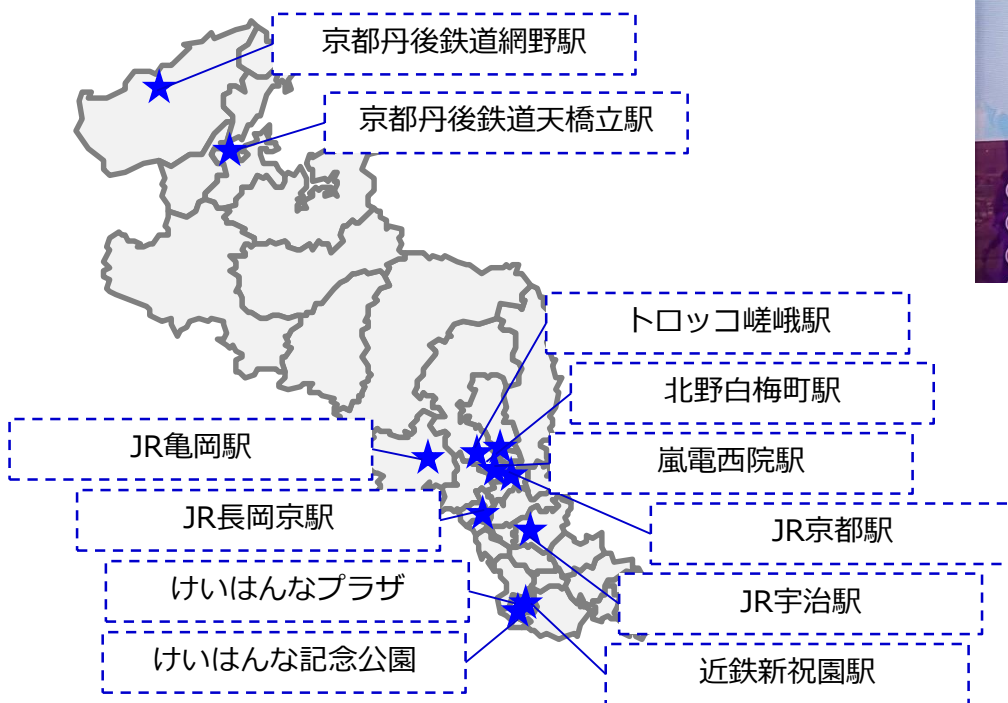 京都丹後鉄道網野駅
京都丹後鉄道天橋立駅
トロッコ嵯峨駅
北野白梅町駅
JR亀岡駅
嵐電西院駅
JR長岡京駅
JR京都駅
けいはんなプラザ
JR宇治駅
けいはんな記念公園
近鉄新祝園駅